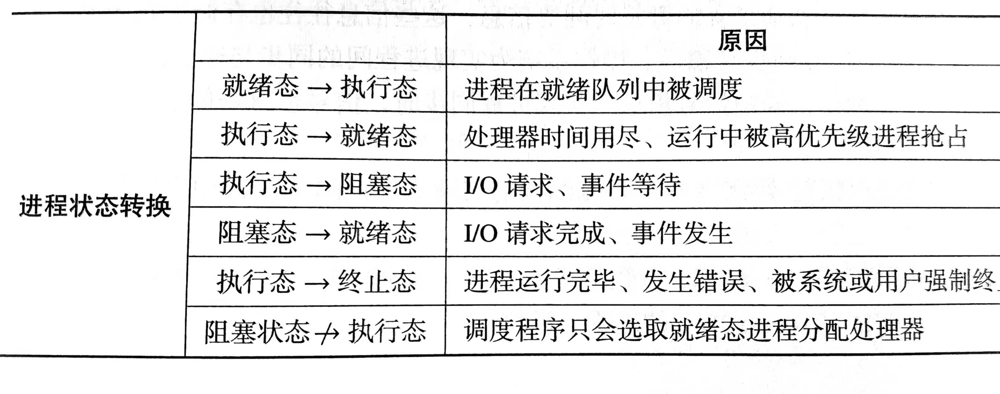 原因
就绪态 → 执行态 进程在就绪队列中被调度
执行态 → 就绪态 处理器时间用尽、运行中被高优先级进程抢占
执行态 → 阻塞态 I/O 请求、事件等待
进程状态转换
阻塞态 → 就绪态 I/O 请求完成、事件发生
执行态 → 终止态 进程运行完毕、发生错误、被系统或用户强制终
阻塞状态 ↛ 执行态 调度程序只会选取就绪态进程分配处理器